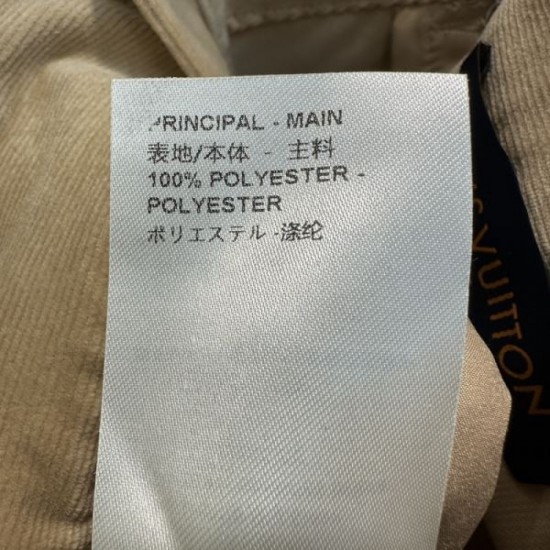 PRINCIPAL - MAIN
表地/本体 - 主料
100% POLYESTER -
POLYESTER
ポリエステル -涤纶
VUITTON